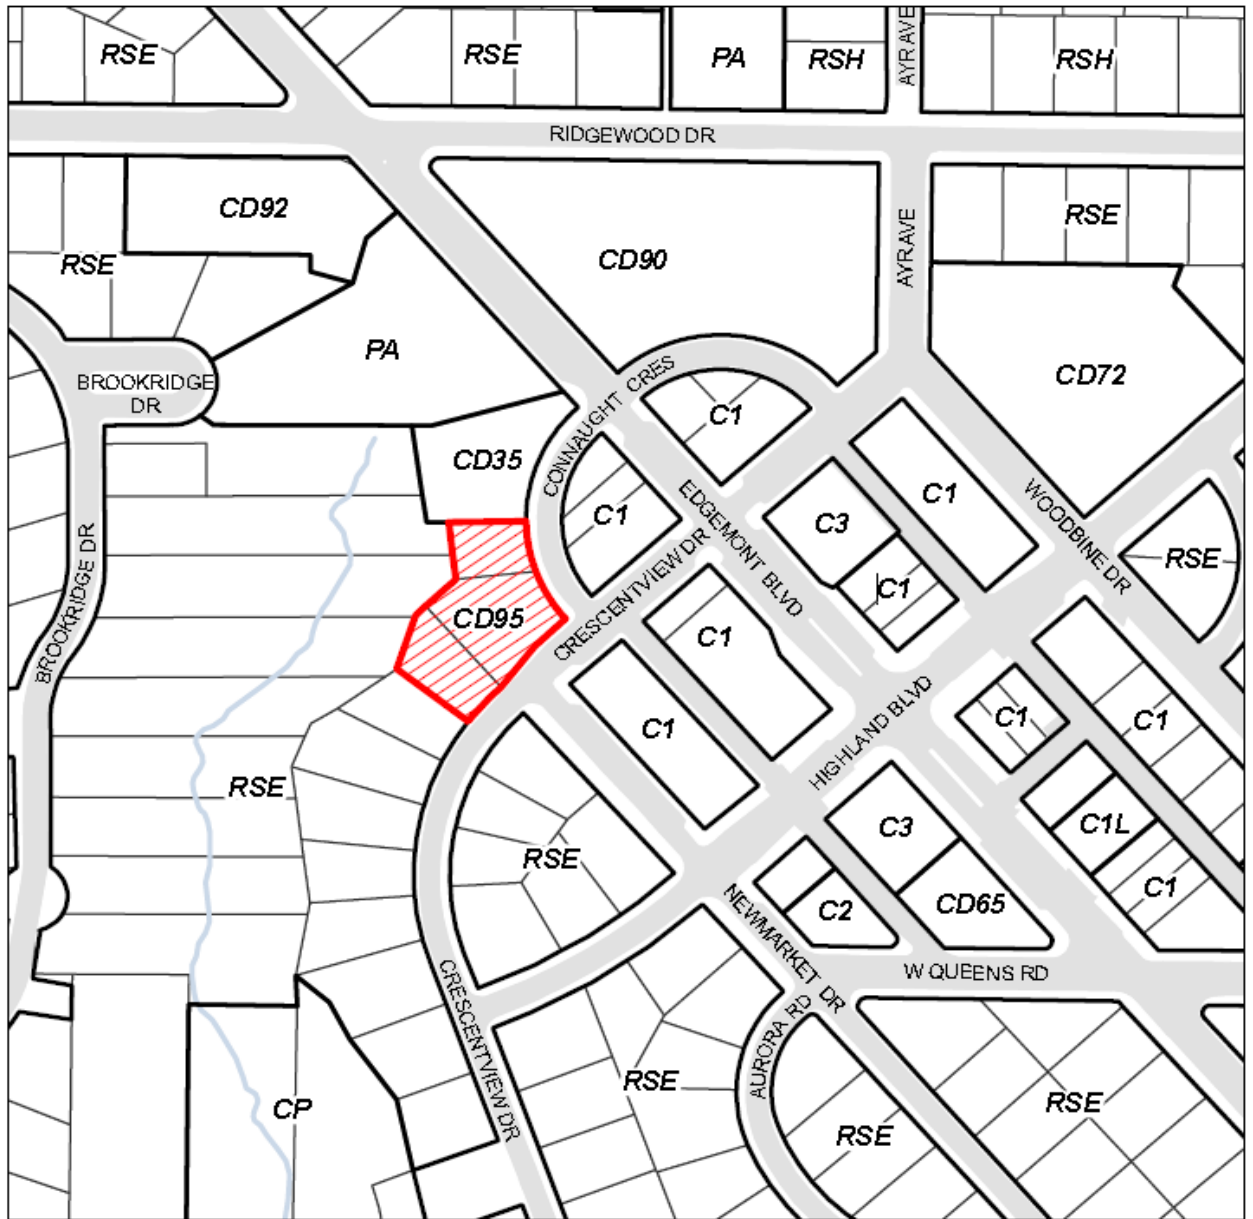 RSE
RSE
PA
RSH
AYR AVE
RSH
RIDGEWOOD DR
CD92
RSE
CD90
AYR AVE
RSE
RSE
PA
BROOKRIDGE
DR
CONNAUGHT CRES
C1
CD72
CD35
C1
EDGEMONT BLVD
C3
C1
WOODBINE DR
RSE
BROOKRIDGE DR
CD95
CRESCENTVIEW DR
C1
C1
C1
HIGHLAND BLVD
C1
C1
RSE
RSE
C3
C1L
C1
C2
CD65
NEWMARKET DR
W QUEENS RD
CRESCENTVIEW DR
AURORA RD
CP
RSE
RSE
RSE